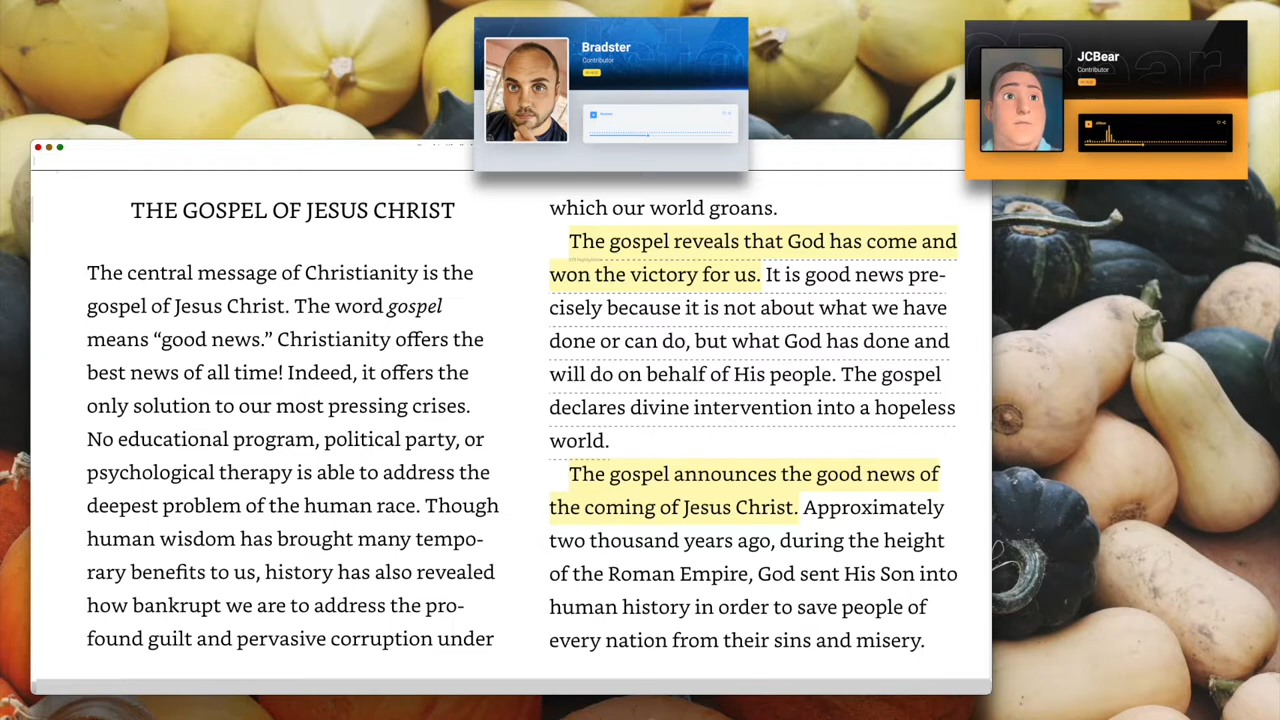 Bradster
Contributor
JCBear
Contributor
THE GOSPEL OF JESUS CHRIST
The central message of Christianity is the
gospel of Jesus Christ. The word gospel
means “good news.” Christianity offers the
best news of all time! Indeed, it offers the
only solution to our most pressing crises.
No educational program, political party, or
psychological therapy is able to address the
deepest problem of the human race. Though
human wisdom has brought many tempo-
rary benefits to us, history has also revealed
how bankrupt we are to address the pro-
found guilt and pervasive corruption under
which our world groans.
The gospel reveals that God has come and
won the victory for us. It is good news pre-
cisely because it is not about what we have
done or can do, but what God has done and
will do on behalf of His people. The gospel
declares divine intervention into a hopeless
world.
The gospel announces the good news of
the coming of Jesus Christ. Approximately
two thousand years ago, during the height
of the Roman Empire, God sent His Son into
human history in order to save people of
every nation from their sins and misery.